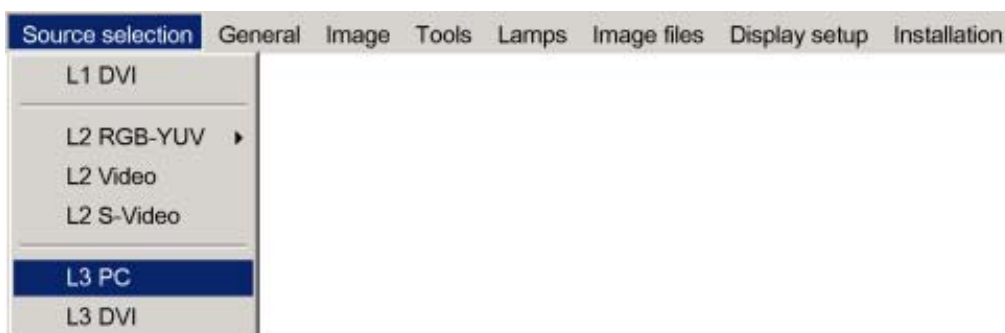 Source selection General Image Tools Lamps Image files Display setup Installation
L1 DVI
L2 RGB-YUV
L2 Video
L2 S-Video
L3 PC
L3 DVI